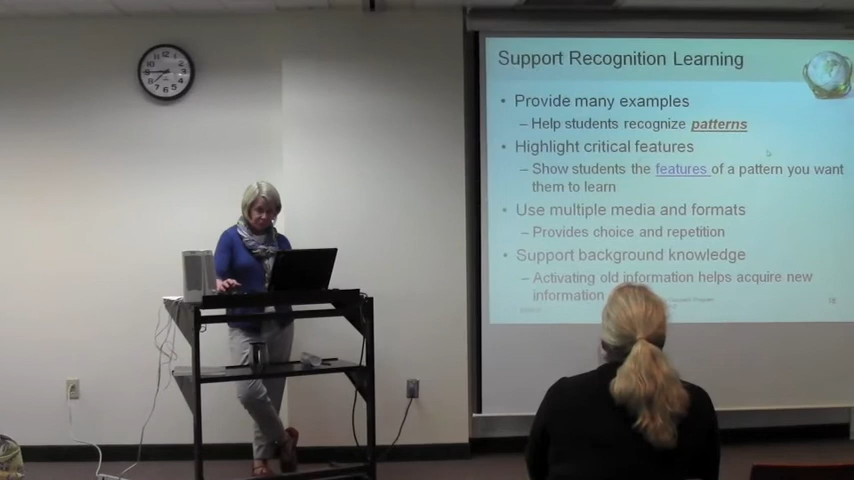 Support Recognition Learning
• Provide many examples
– Help students recognize patterns
• Highlight critical features
– Show students the features of a pattern you want
them to learn
• Use multiple media and formats
– Provides choice and repetition
• Support background knowledge
– Activating old information helps acquire new
information